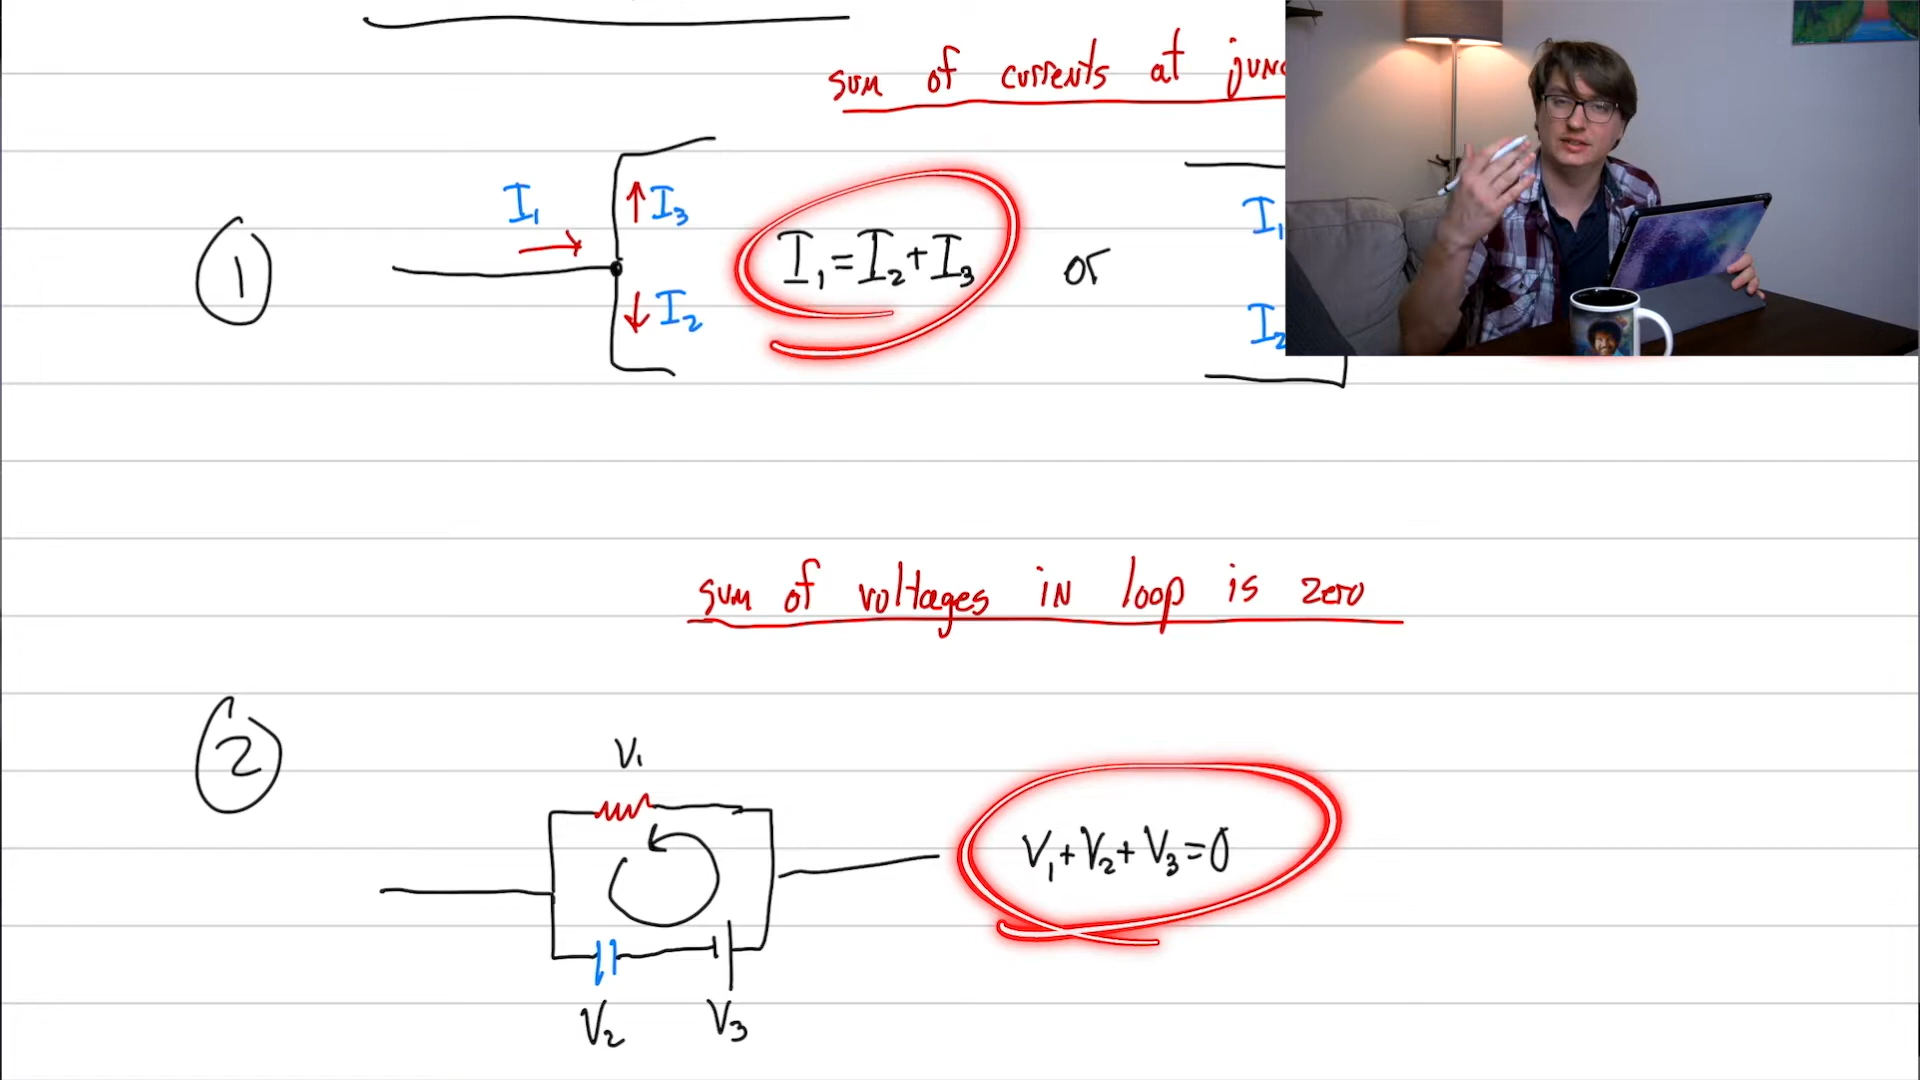 sum of currents at
① I₁ I₃ I₂ I₁=I₂+I₃ or I₁
sum of voltages in loop is zero
② V₁ V₂ V₃ V₁+V₂+V₃=0